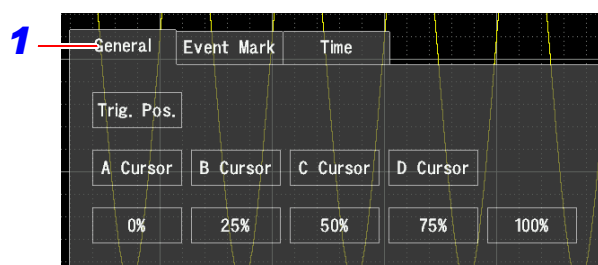 1
General Event Mark Time
Trig. Pos.
A Cursor B Cursor C Cursor D Cursor
0% 25% 50% 75% 100%